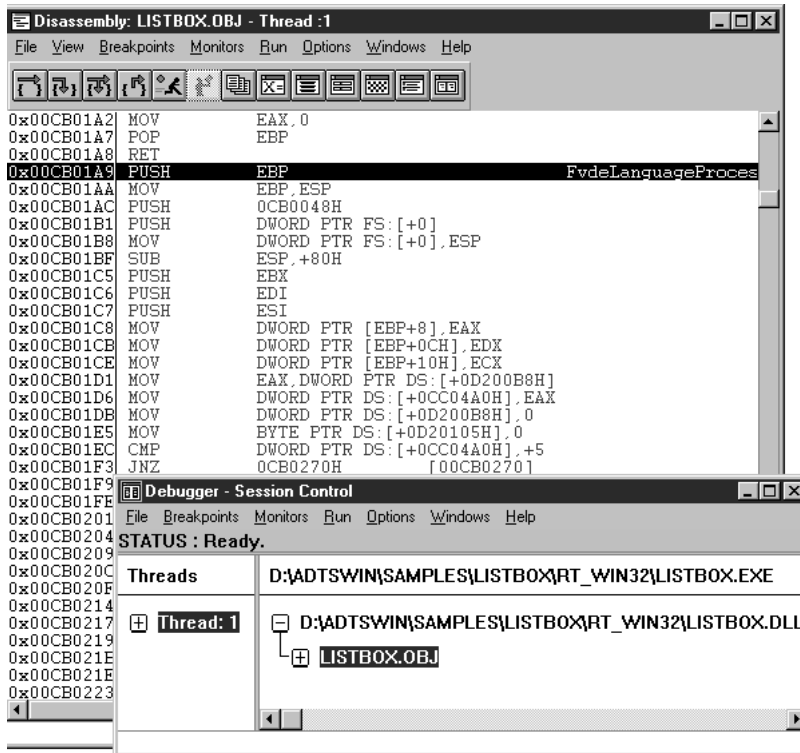 Disassembly: LISTBOX.OBJ - Thread :1
File View Breakpoints Monitors Run Options Windows Help
0x00CB01A2 MOV EAX,0
0x00CB01A7 POP EBP
0x00CB01A8 RET
0x00CB01A9 PUSH EBP FvdeLanguageProces
0x00CB01AA MOV EBP,ESP
0x00CB01AC PUSH 0CB0048H
0x00CB01B1 PUSH DWORD PTR FS:[+0]
0x00CB01B8 MOV DWORD PTR FS:[+0],ESP
0x00CB01BF SUB ESP,+80H
0x00CB01C5 PUSH EBX
0x00CB01C6 PUSH EDI
0x00CB01C7 PUSH ESI
0x00CB01C8 MOV DWORD PTR [EBP+8],EAX
0x00CB01CB MOV DWORD PTR [EBP+0CH],EDX
0x00CB01CE MOV DWORD PTR [EBP+10H],ECX
0x00CB01D1 MOV EAX,DWORD PTR DS:[+0D200B8H]
0x00CB01D6 MOV DWORD PTR DS:[+0CC04A0H],EAX
0x00CB01DB MOV DWORD PTR DS:[+0D200B8H],0
0x00CB01E5 MOV BYTE PTR DS:[+0D20105H],0
0x00CB01EC CMP DWORD PTR DS:[+0CC04A0H],+5
0x00CB01F3 JNZ 0CB0270H [00CB0270]
0x00CB01F9
0x00CB01FE
0x00CB0201
0x00CB0204
0x00CB0209
0x00CB020C
0x00CB020F
0x00CB0214
0x00CB0217
0x00CB0219
0x00CB021E
0x00CB021E
0x00CB0223
Debugger - Session Control
File Breakpoints Monitors Run Options Windows Help
STATUS : Ready.
Threads D:\ADTSWIN\SAMPLES\LISTBOX\RT_WIN32\LISTBOX.EXE
Thread: 1 D:\ADTSWIN\SAMPLES\LISTBOX\RT_WIN32\LISTBOX.DLL
LISTBOX.OBJ